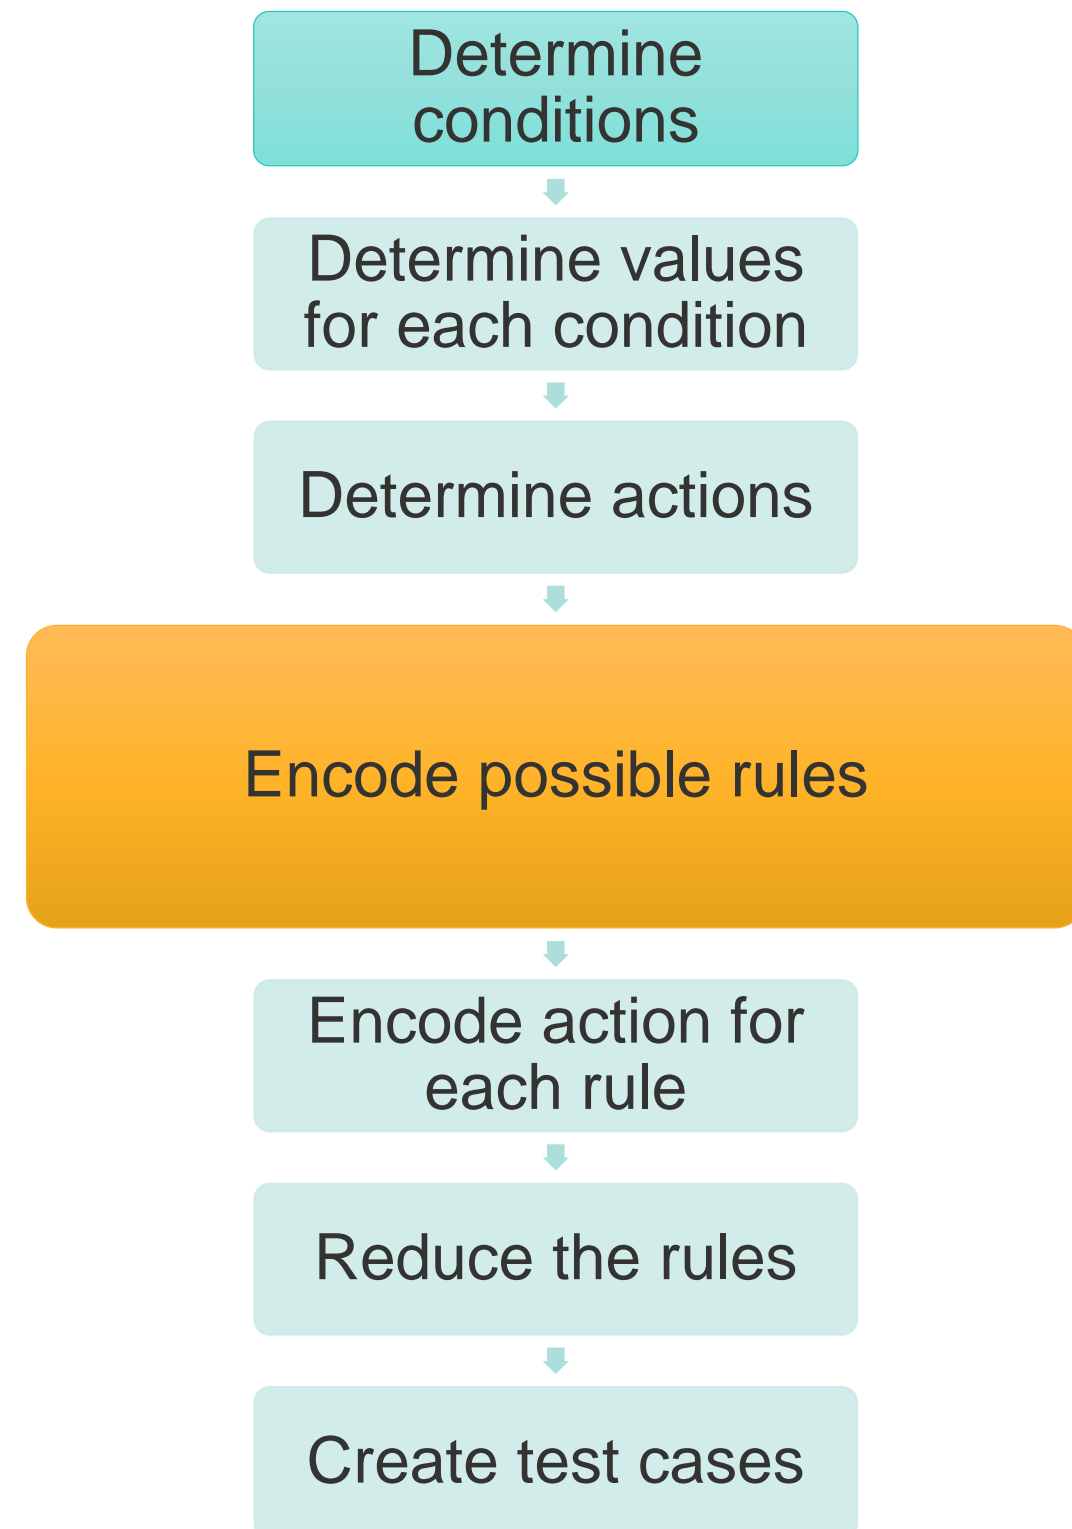 Determine
conditions
Determine values
for each condition
Determine actions
Encode possible rules
Encode action for
each rule
Reduce the rules
Create test cases